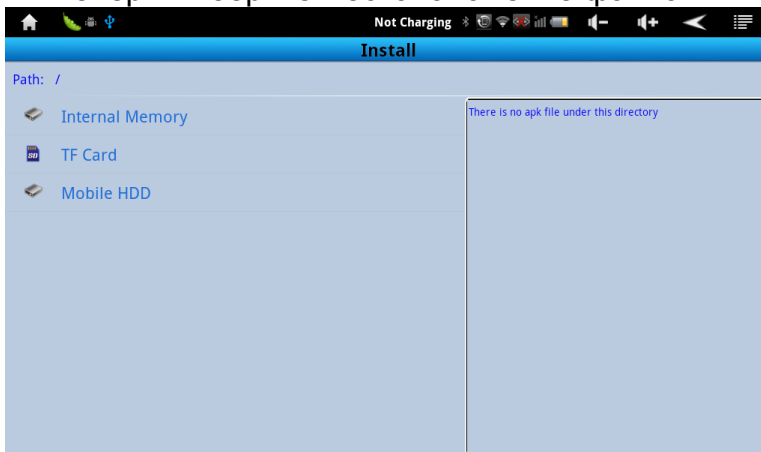 Not Charging
Install
Path: /
Internal Memory
There is no apk file under this directory
TF Card
Mobile HDD